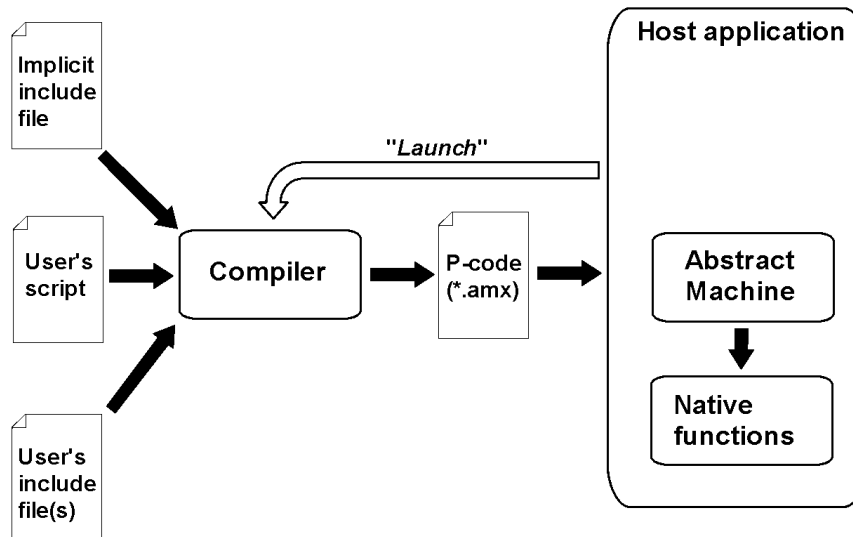 Implicit
include
file
User's
script
User's
include
file(s)
"Launch"
Compiler
P-code
(*.amx)
Host application
Abstract
Machine
Native
functions